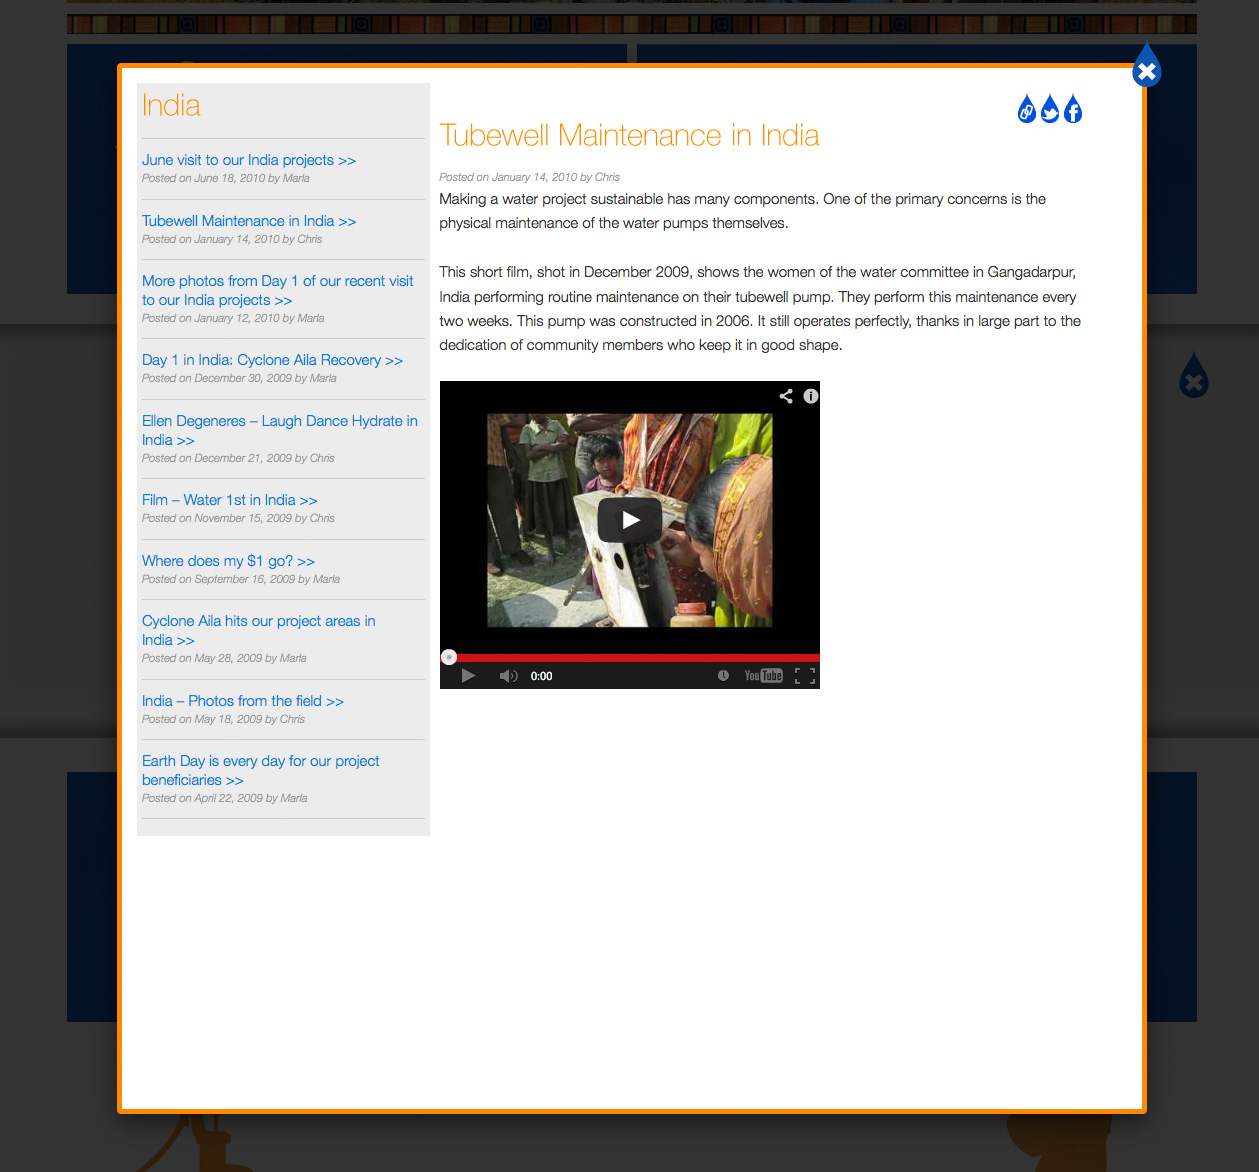 India
June visit to our India projects >>
Posted on June 18, 2010 by Marla
Tubewell Maintenance in India >>
Posted on January 14, 2010 by Chris
More photos from Day 1 of our recent visit
to our India projects >>
Posted on January 12, 2010 by Marla
Day 1 in India: Cyclone Aila Recovery >>
Posted on December 30, 2009 by Marla
Ellen Degeneres – Laugh Dance Hydrate in
India >>
Posted on December 21, 2009 by Chris
Film – Water 1st in India >>
Posted on November 15, 2009 by Chris
Where does my $1 go? >>
Posted on September 16, 2009 by Marla
Cyclone Aila hits our project areas in
India >>
Posted on May 28, 2009 by Marla
India – Photos from the field >>
Posted on May 18, 2009 by Chris
Earth Day is every day for our project
beneficiaries >>
Posted on April 22, 2009 by Marla
Tubewell Maintenance in India
Posted on January 14, 2010 by Chris
Making a water project sustainable has many components. One of the primary concerns is the
physical maintenance of the water pumps themselves.
This short film, shot in December 2009, shows the women of the water committee in Gangadarpur,
India performing routine maintenance on their tubewell pump. They perform this maintenance every
two weeks. This pump was constructed in 2006. It still operates perfectly, thanks in large part to the
dedication of community members who keep it in good shape.
0:00
YouTube